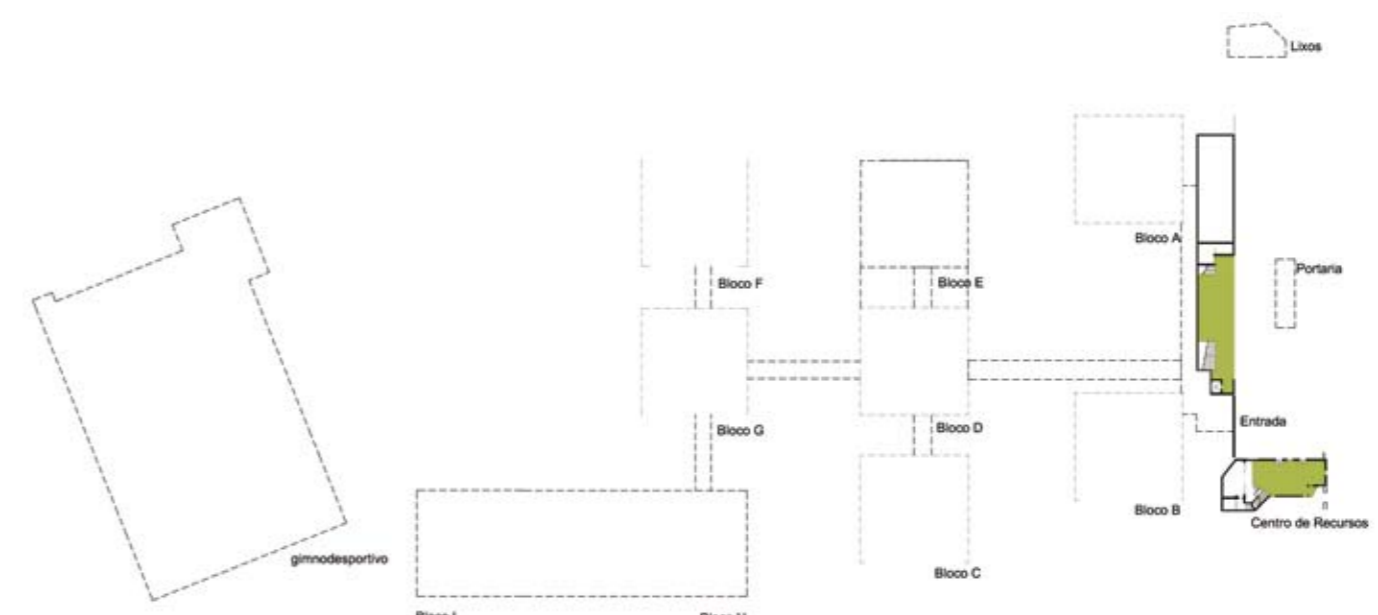 Lixos
Bloco A
Portaria
Bloco F
Bloco E
Entrada
Bloco G
Bloco D
Bloco B
Centro de Recursos
gimnodesportivo
Bloco C